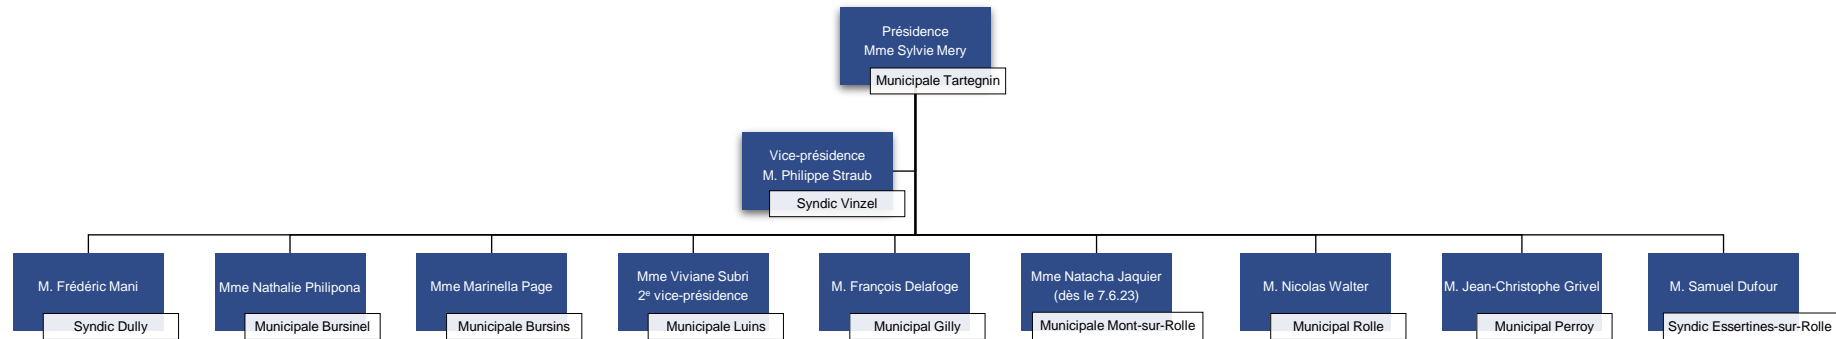 Présidence
Mme Sylvie Mery
Municipale Tartegnin
Vice-présidence
M. Philippe Straub
Syndic Vinzel
M. Frédéric Mani
Syndic Dully
Mme Nathalie Philipona
Municipale Bursinel
Mme Marinella Page
Municipale Bursins
Mme Viviane Subri
2e vice-présidence
Municipale Luins
M. François Delafoge
Municipal Gilly
Mme Natacha Jaquier
(dès le 7.6.23)
Municipale Mont-sur-Rolle
M. Nicolas Walter
Municipal Rolle
M. Jean-Christophe Grivel
Municipal Perroy
M. Samuel Dufour
Syndic Essertines-sur-Rolle